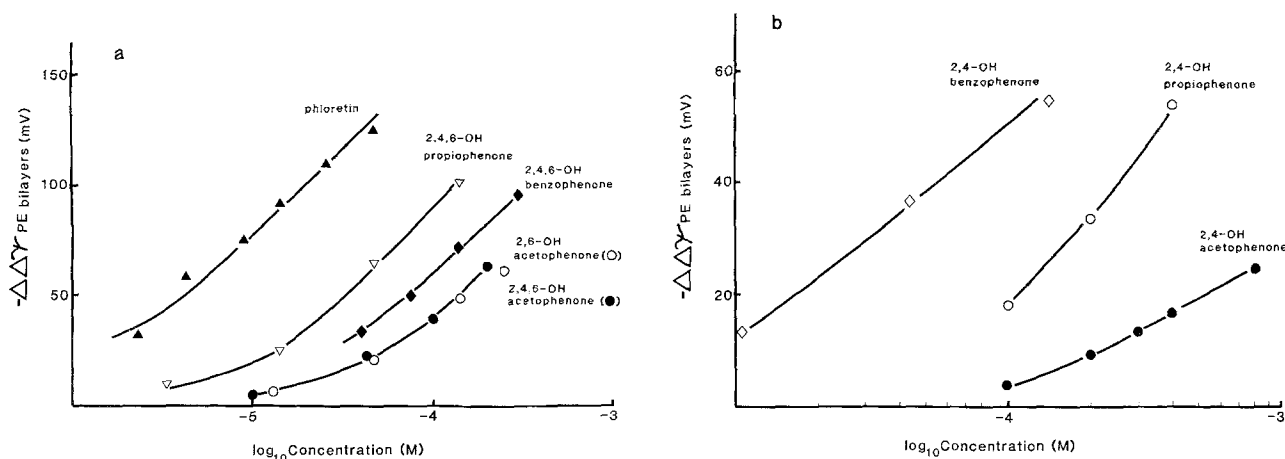 a
-ΔΔγ PE bilayers (mV)
150
100
50
phloretin
2,4,6-OH
propiophenone
2,4,6-OH
benzophenone
2,6-OH
acetophenone(○)
2,4,6-OH
acetophenone(●)
-5
-4
-3
log10Concentration (M)
b
-ΔΔγ PE bilayers (mV)
60
40
20
2,4-OH
benzophenone
2,4-OH
propiophenone
2,4-OH
acetophenone
-4
-3
log10Concentration (M)